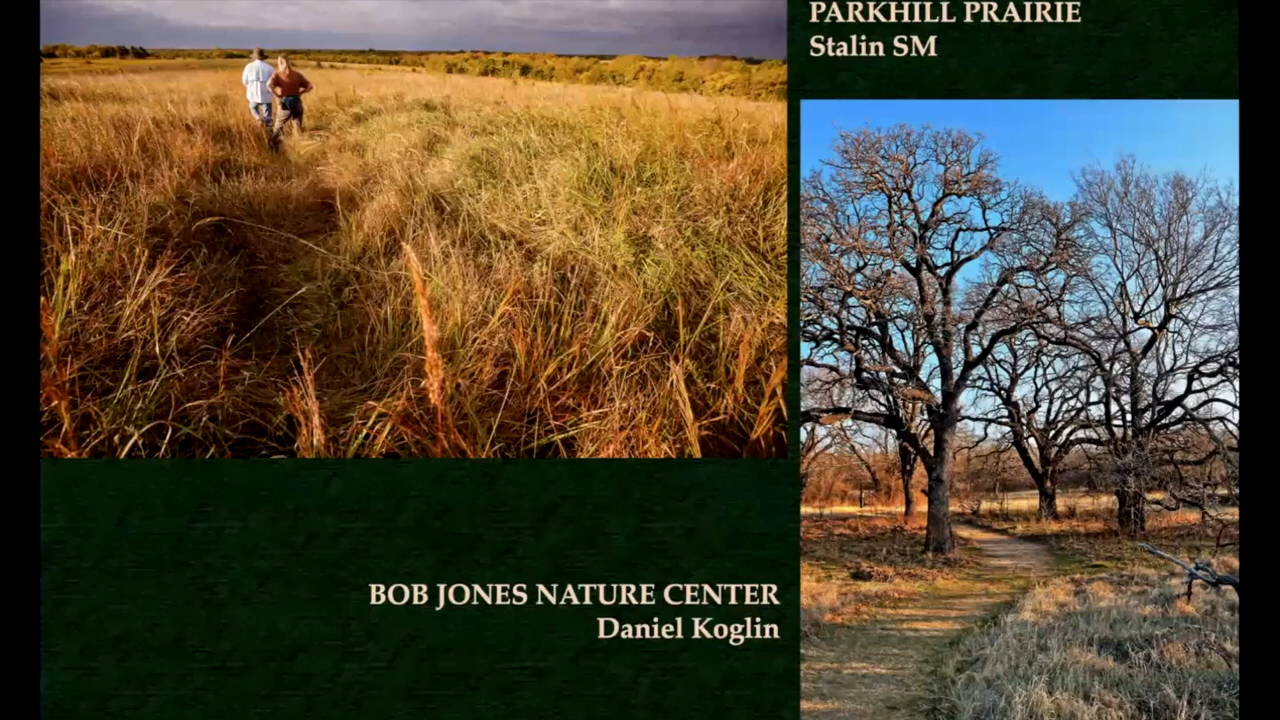 PARKHILL PRAIRIE
Stalin SM
BOB JONES NATURE CENTER
Daniel Koglin